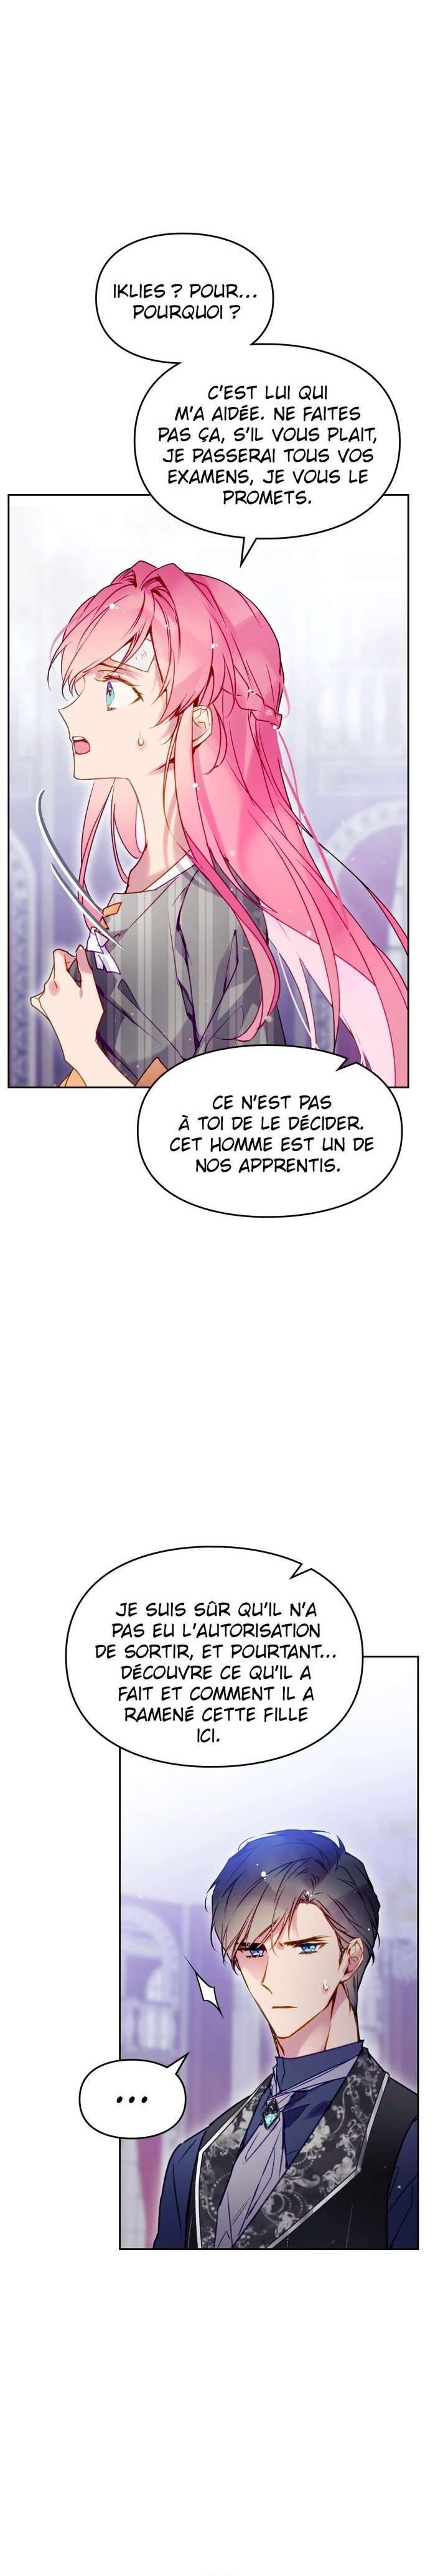 IKLIES ? POUR...
POURQUOI ?
C'EST LUI QUI
M'A AIDÉE. NE FAITES
PAS ÇA, S'IL VOUS PLAIT,
JE PASSERAI TOUS VOS
EXAMENS, JE VOUS LE
PROMETS.
CE N'EST PAS
À TOI DE LE DÉCIDER.
CET HOMME EST UN DE
NOS APPRENTIS.
JE SUIS SÛR QU'IL N'A
PAS EU L'AUTORISATION
DE SORTIR, ET POURTANT...
DÉCOUVRE CE QU'IL A
FAIT ET COMMENT IL A
RAMENÉ CETTE FILLE
ICI.
...